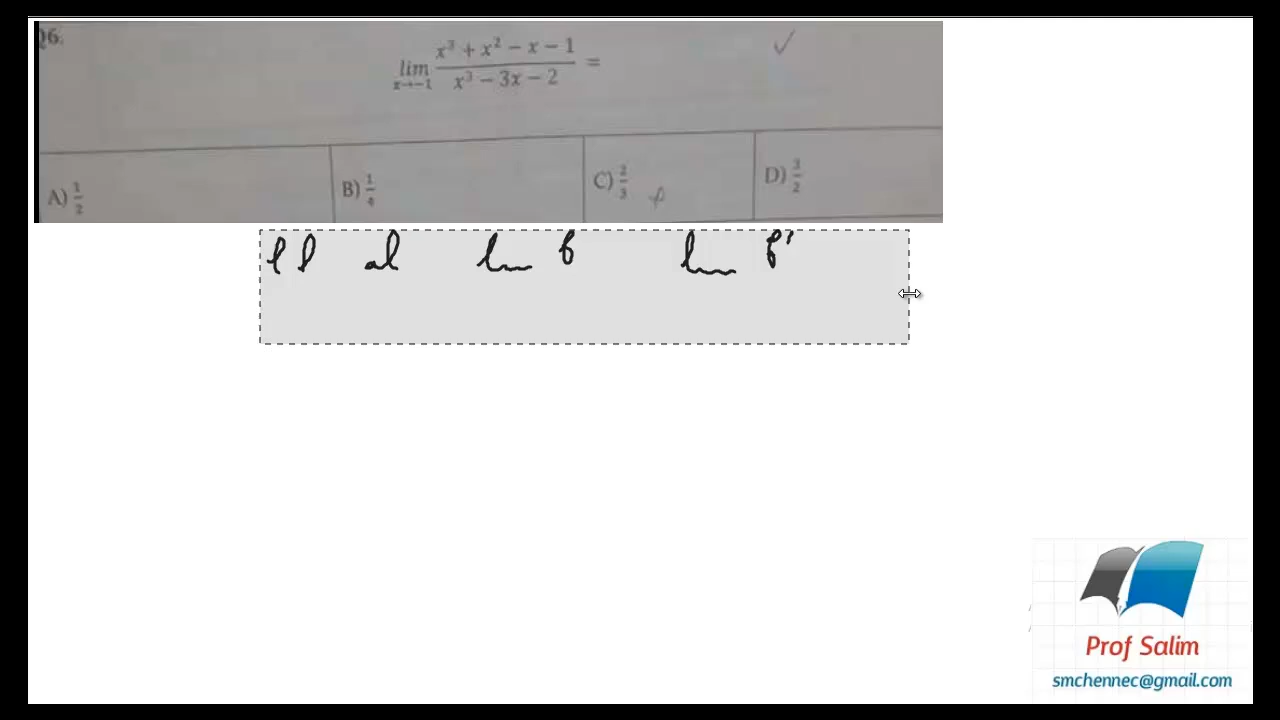 Q6.
lim x→-1 (x³ + x² − x − 1)/(x³ − 3x − 2) =
A) 1/2 B) 1/4 C) 2/3 D) 3/2
Prof Salim
smchennec@gmail.com